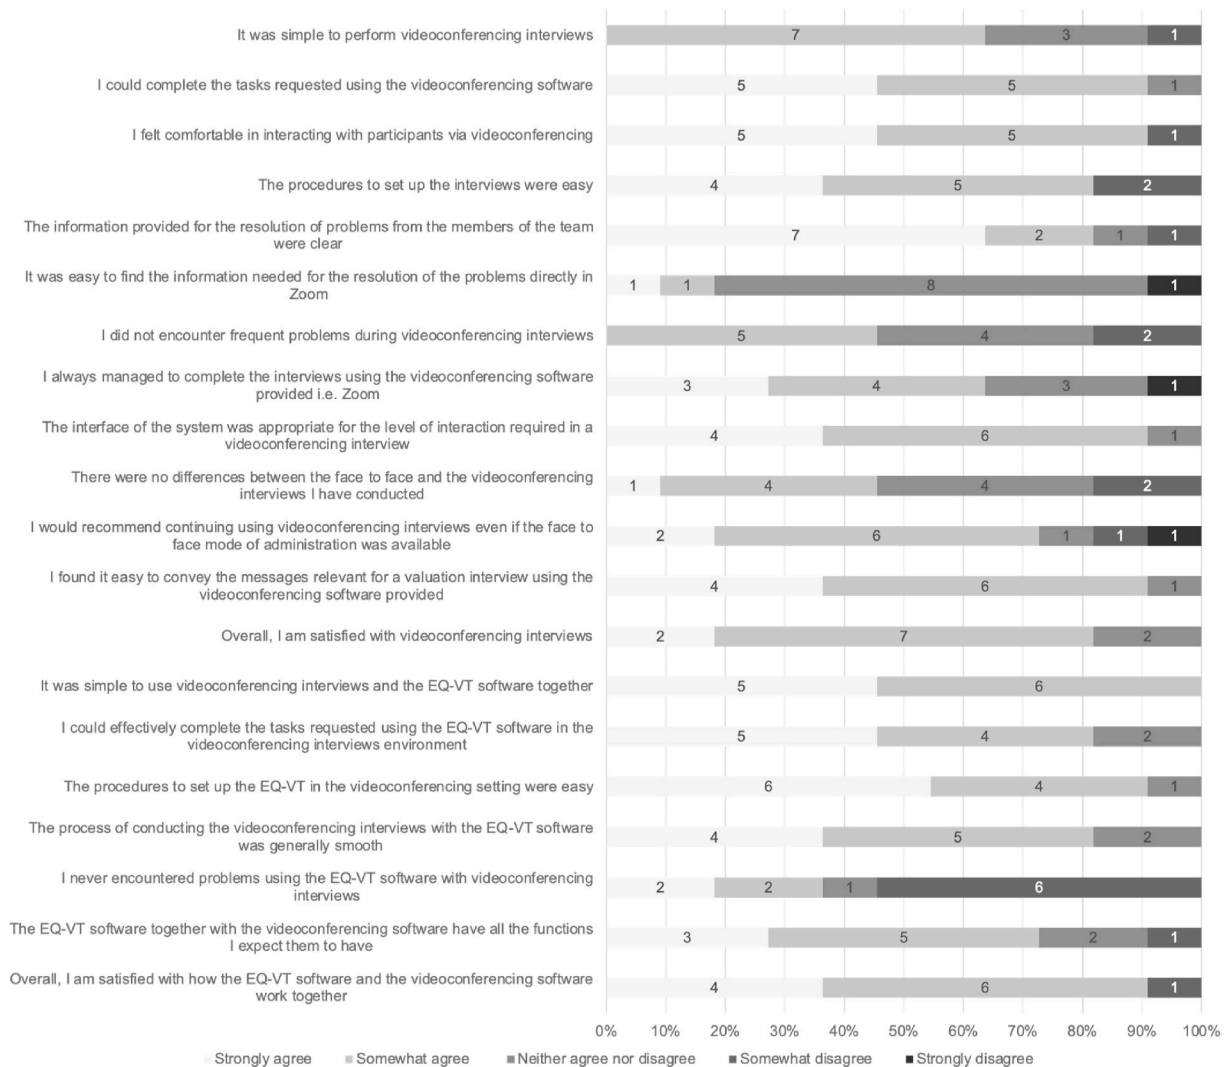 It was simple to perform videoconferencing interviews
7 3 1
I could complete the tasks requested using the videoconferencing software
5 5 1
I felt comfortable in interacting with participants via videoconferencing
5 5 1
The procedures to set up the interviews were easy
4 5 2
The information provided for the resolution of problems from the members of the team
were clear
7 2 1 1
It was easy to find the information needed for the resolution of the problems directly in
Zoom
1 1 8 1
I did not encounter frequent problems during videoconferencing interviews
5 4 2
I always managed to complete the interviews using the videoconferencing software
provided i.e. Zoom
3 4 3 1
The interface of the system was appropriate for the level of interaction required in a
videoconferencing interview
4 6 1
There were no differences between the face to face and the videoconferencing
interviews I have conducted
1 4 4 2
I would recommend continuing using videoconferencing interviews even if the face to
face mode of administration was available
2 6 1 1 1
I found it easy to convey the messages relevant for a valuation interview using the
videoconferencing software provided
4 6 1
Overall, I am satisfied with videoconferencing interviews
2 7 2
It was simple to use videoconferencing interviews and the EQ-VT software together
5 6
I could effectively complete the tasks requested using the EQ-VT software in the
videoconferencing interviews environment
5 4 2
The procedures to set up the EQ-VT in the videoconferencing setting were easy
6 4 1
The process of conducting the videoconferencing interviews with the EQ-VT software
was generally smooth
4 5 2
I never encountered problems using the EQ-VT software with videoconferencing
interviews
2 2 1 6
The EQ-VT software together with the videoconferencing software have all the functions
I expect them to have
3 5 2 1
Overall, I am satisfied with how the EQ-VT software and the videoconferencing software
work together
4 6 1
0% 10% 20% 30% 40% 50% 60% 70% 80% 90% 100%
Strongly agree Somewhat agree Neither agree nor disagree Somewhat disagree Strongly disagree